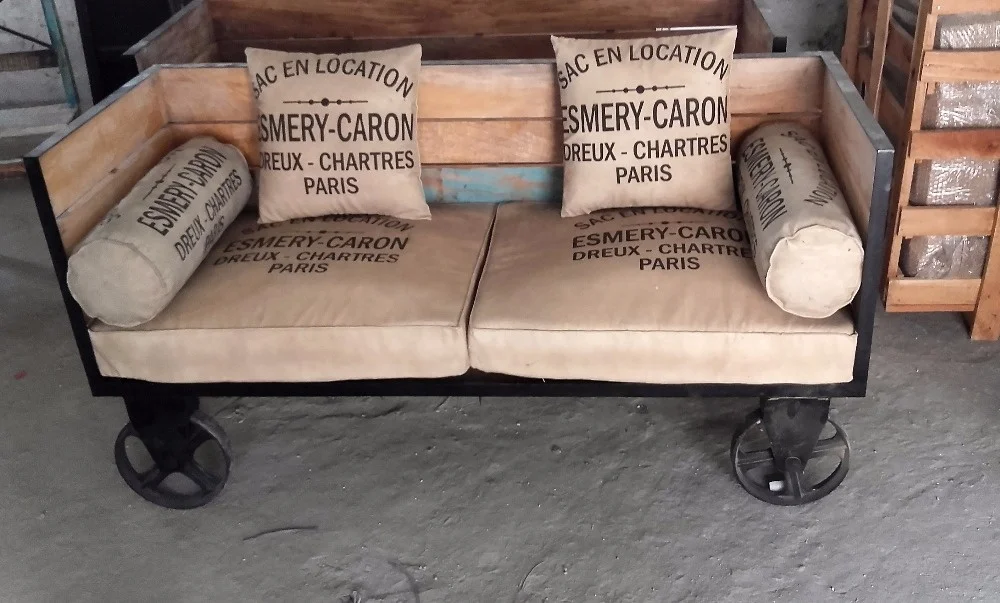 SAC EN LOCATION
ESMERY-CARON
DREUX - CHARTRES
PARIS
SAC EN LOCATION
ESMERY-CARON
DREUX - CHARTRES
PARIS
ESMERY-CARON
DREUX - CHARTRES
PARIS
SAC EN LOCATION
ESMERY-CARON
DREUX - CHARTRES
PARIS
SAC EN LOCATION
ESMERY-CARON
DREUX - CHARTRES
PARIS
ESMERY-CARON